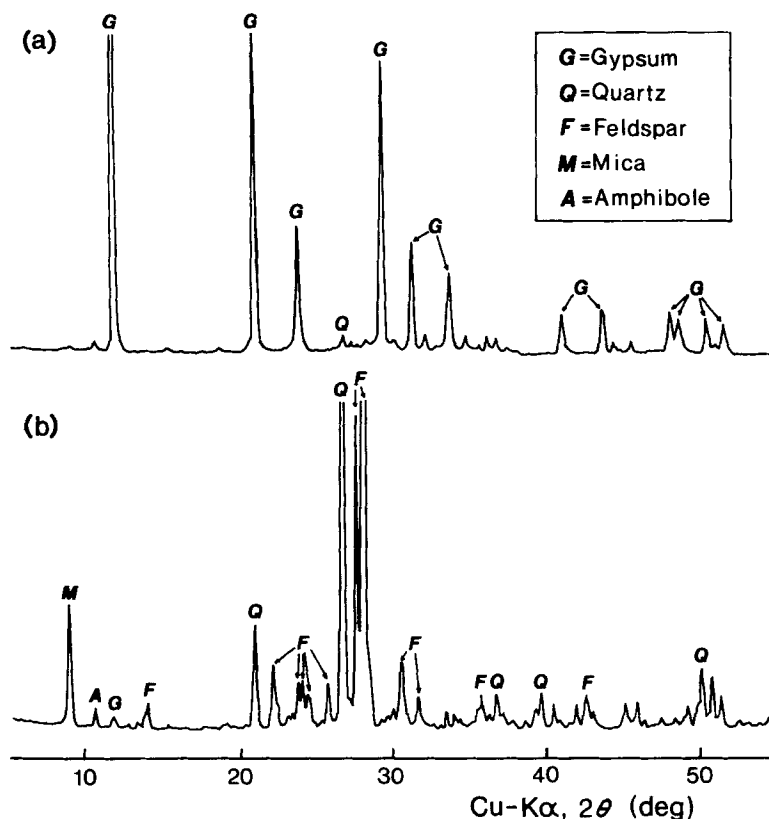 (a)
G G G G G G G G Q
G=Gypsum
Q=Quartz
F=Feldspar
M=Mica
A=Amphibole
(b)
M A G F Q F Q F F F Q Q F Q
10 20 30 40 50
Cu-Kα, 2θ (deg)